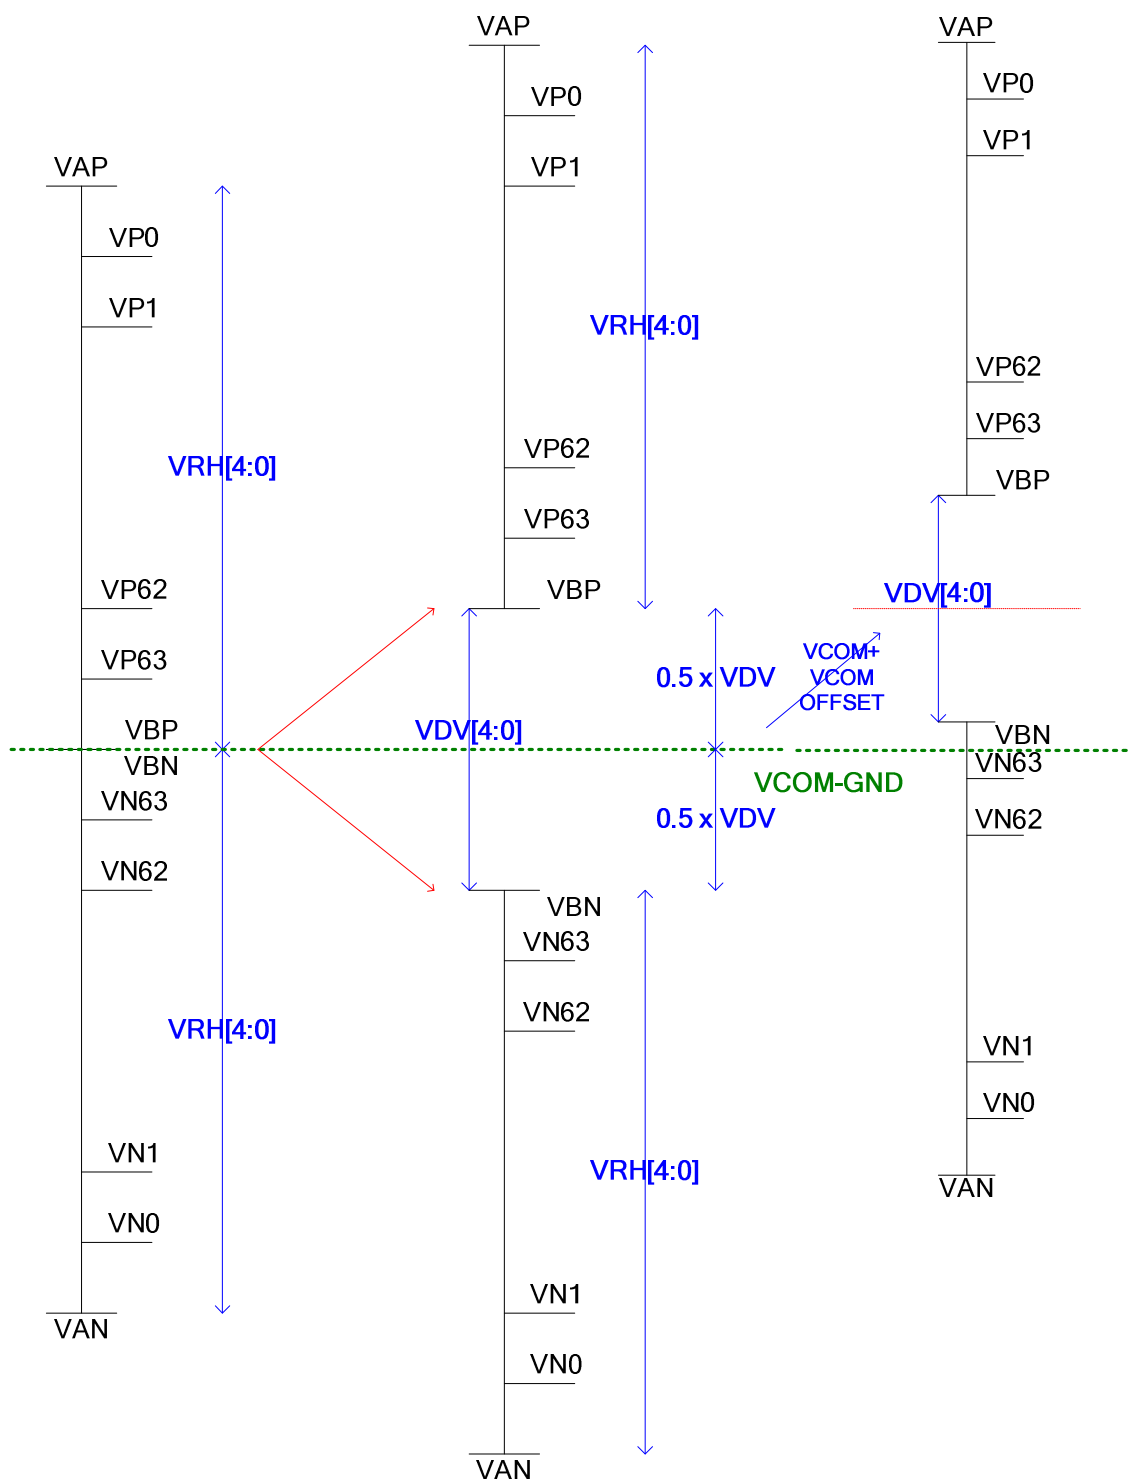 VAP
VP0
VP1
VRH[4:0]
VP62
VP63
VBP
VBN
VN63
VN62
VRH[4:0]
VN1
VN0
VAN
VAP
VP0
VP1
VRH[4:0]
VP62
VP63
VBP
0.5 x VDV
VDV[4:0]
0.5 x VDV
VBN
VN63
VN62
VRH[4:0]
VN1
VN0
VAN
VAP
VP0
VP1
VP62
VP63
VBP
VDV[4:0]
VCOM+
VCOM
OFFSET
VBN
VCOM-GND
VN63
VN62
VN1
VN0
VAN